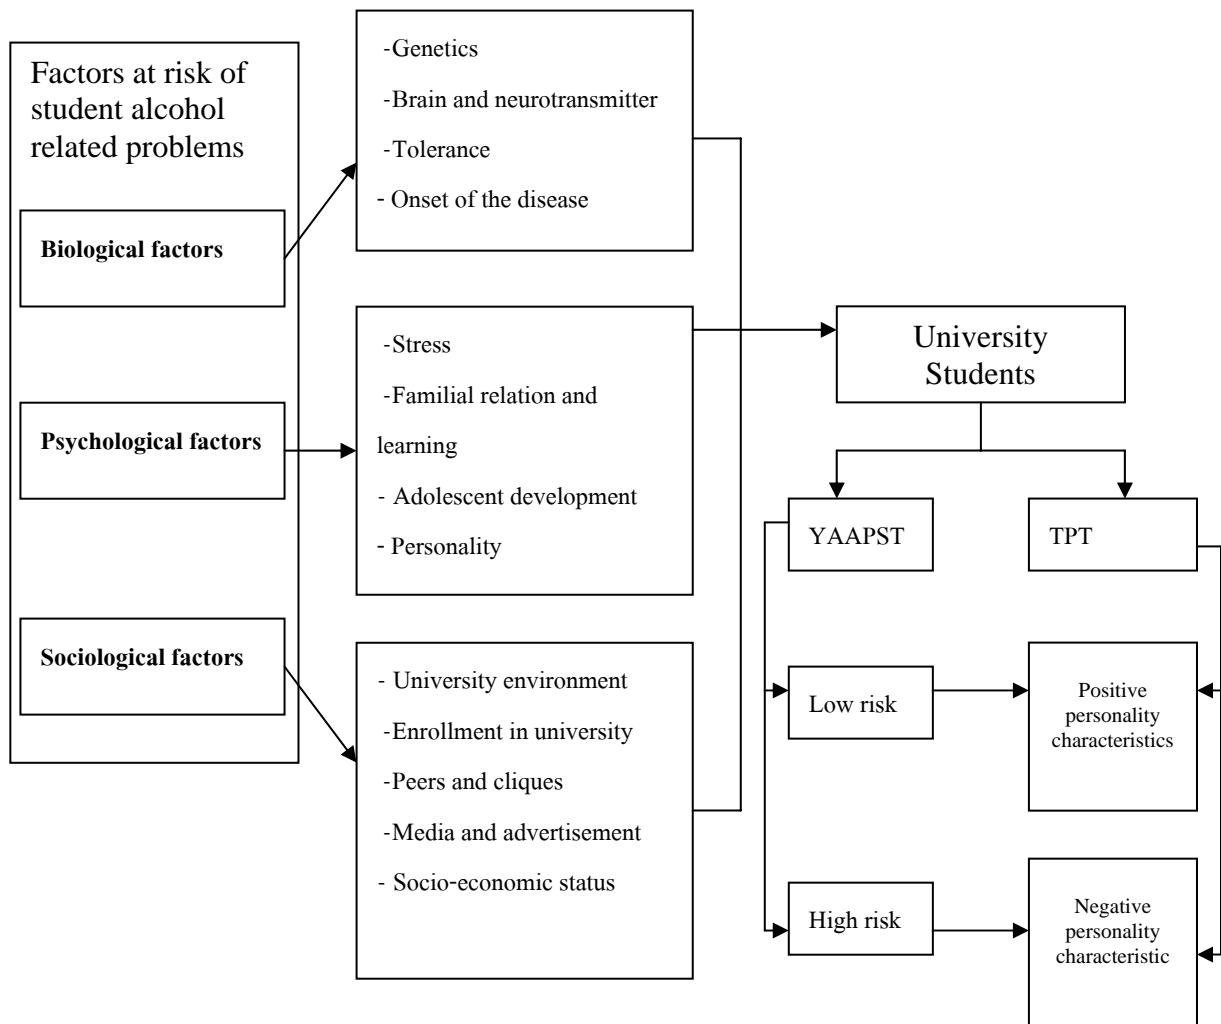 Factors at risk of
student alcohol
related problems
Biological factors
Psychological factors
Sociological factors
-Genetics
-Brain and neurotransmitter
-Tolerance
- Onset of the disease
-Stress
-Familial relation and
learning
- Adolescent development
- Personality
- University environment
-Enrollment in university
-Peers and cliques
-Media and advertisement
- Socio-economic status
University
Students
YAAPST
TPT
Low risk
Positive
personality
characteristics
High risk
Negative
personality
characteristic